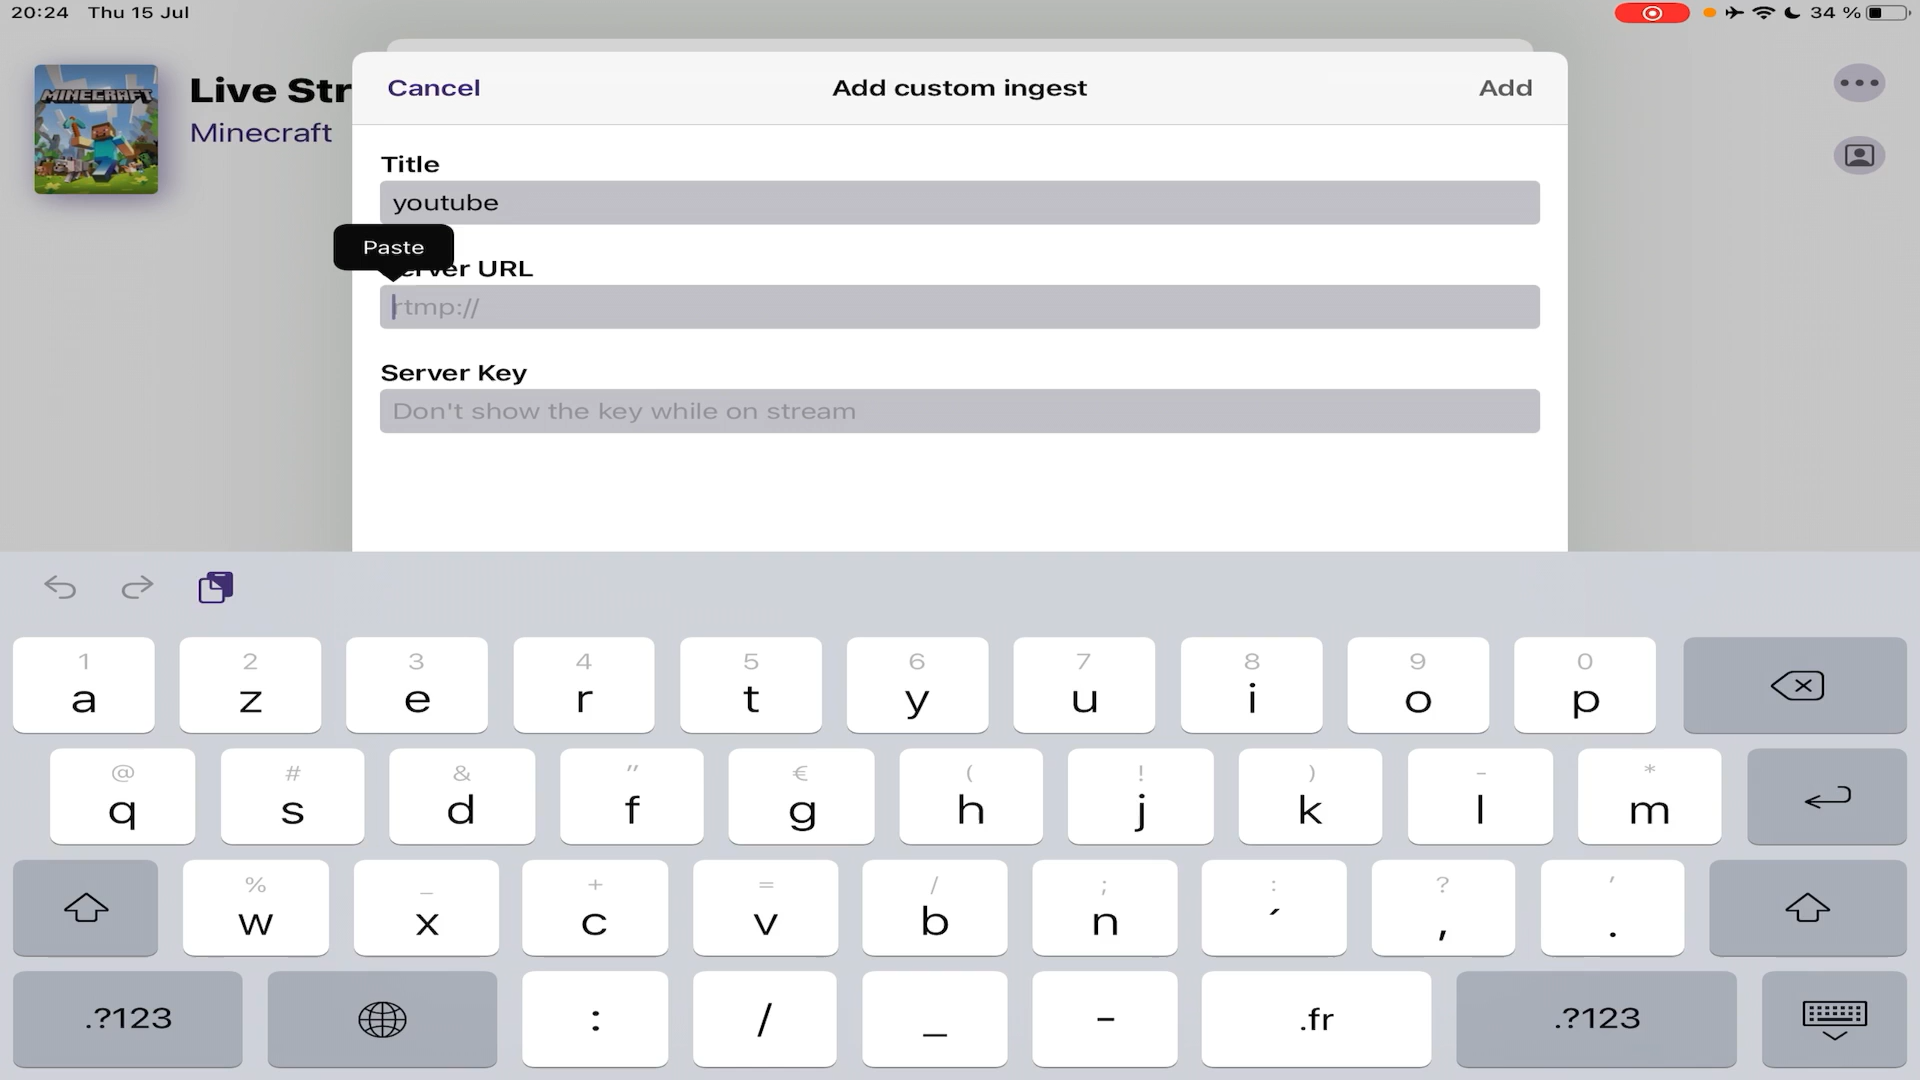 20:24 Thu 15 Jul
34 %
MINECRAFT
Live Str
Minecraft
Cancel
Add custom ingest
Add
Title
youtube
Paste
erver URL
rtmp://
Server Key
Don't show the key while on stream
1 2 3 4 5 6 7 8 9 0
a z e r t y u i o p
@ # & " € ( ! ) - *
q s d f g h j k l m
% _ + = / ; : ? '
w x c v b n ´ , .
.?123 : / _ - .fr .?123